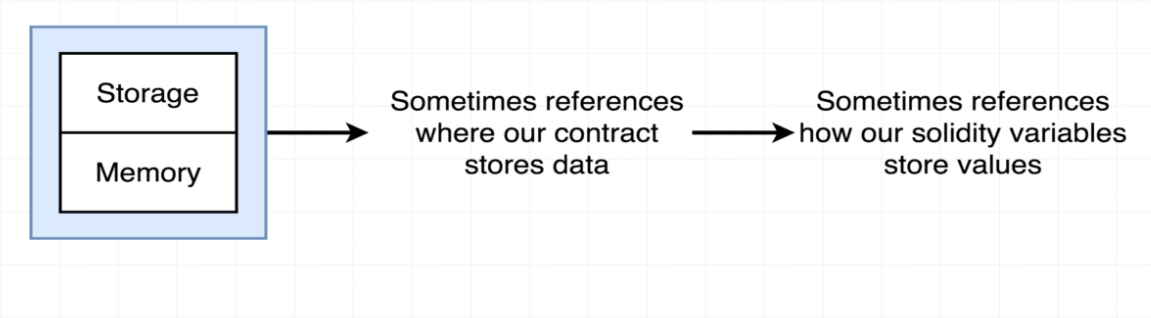 Storage
Memory
Sometimes references
where our contract
stores data
Sometimes references
how our solidity variables
store values